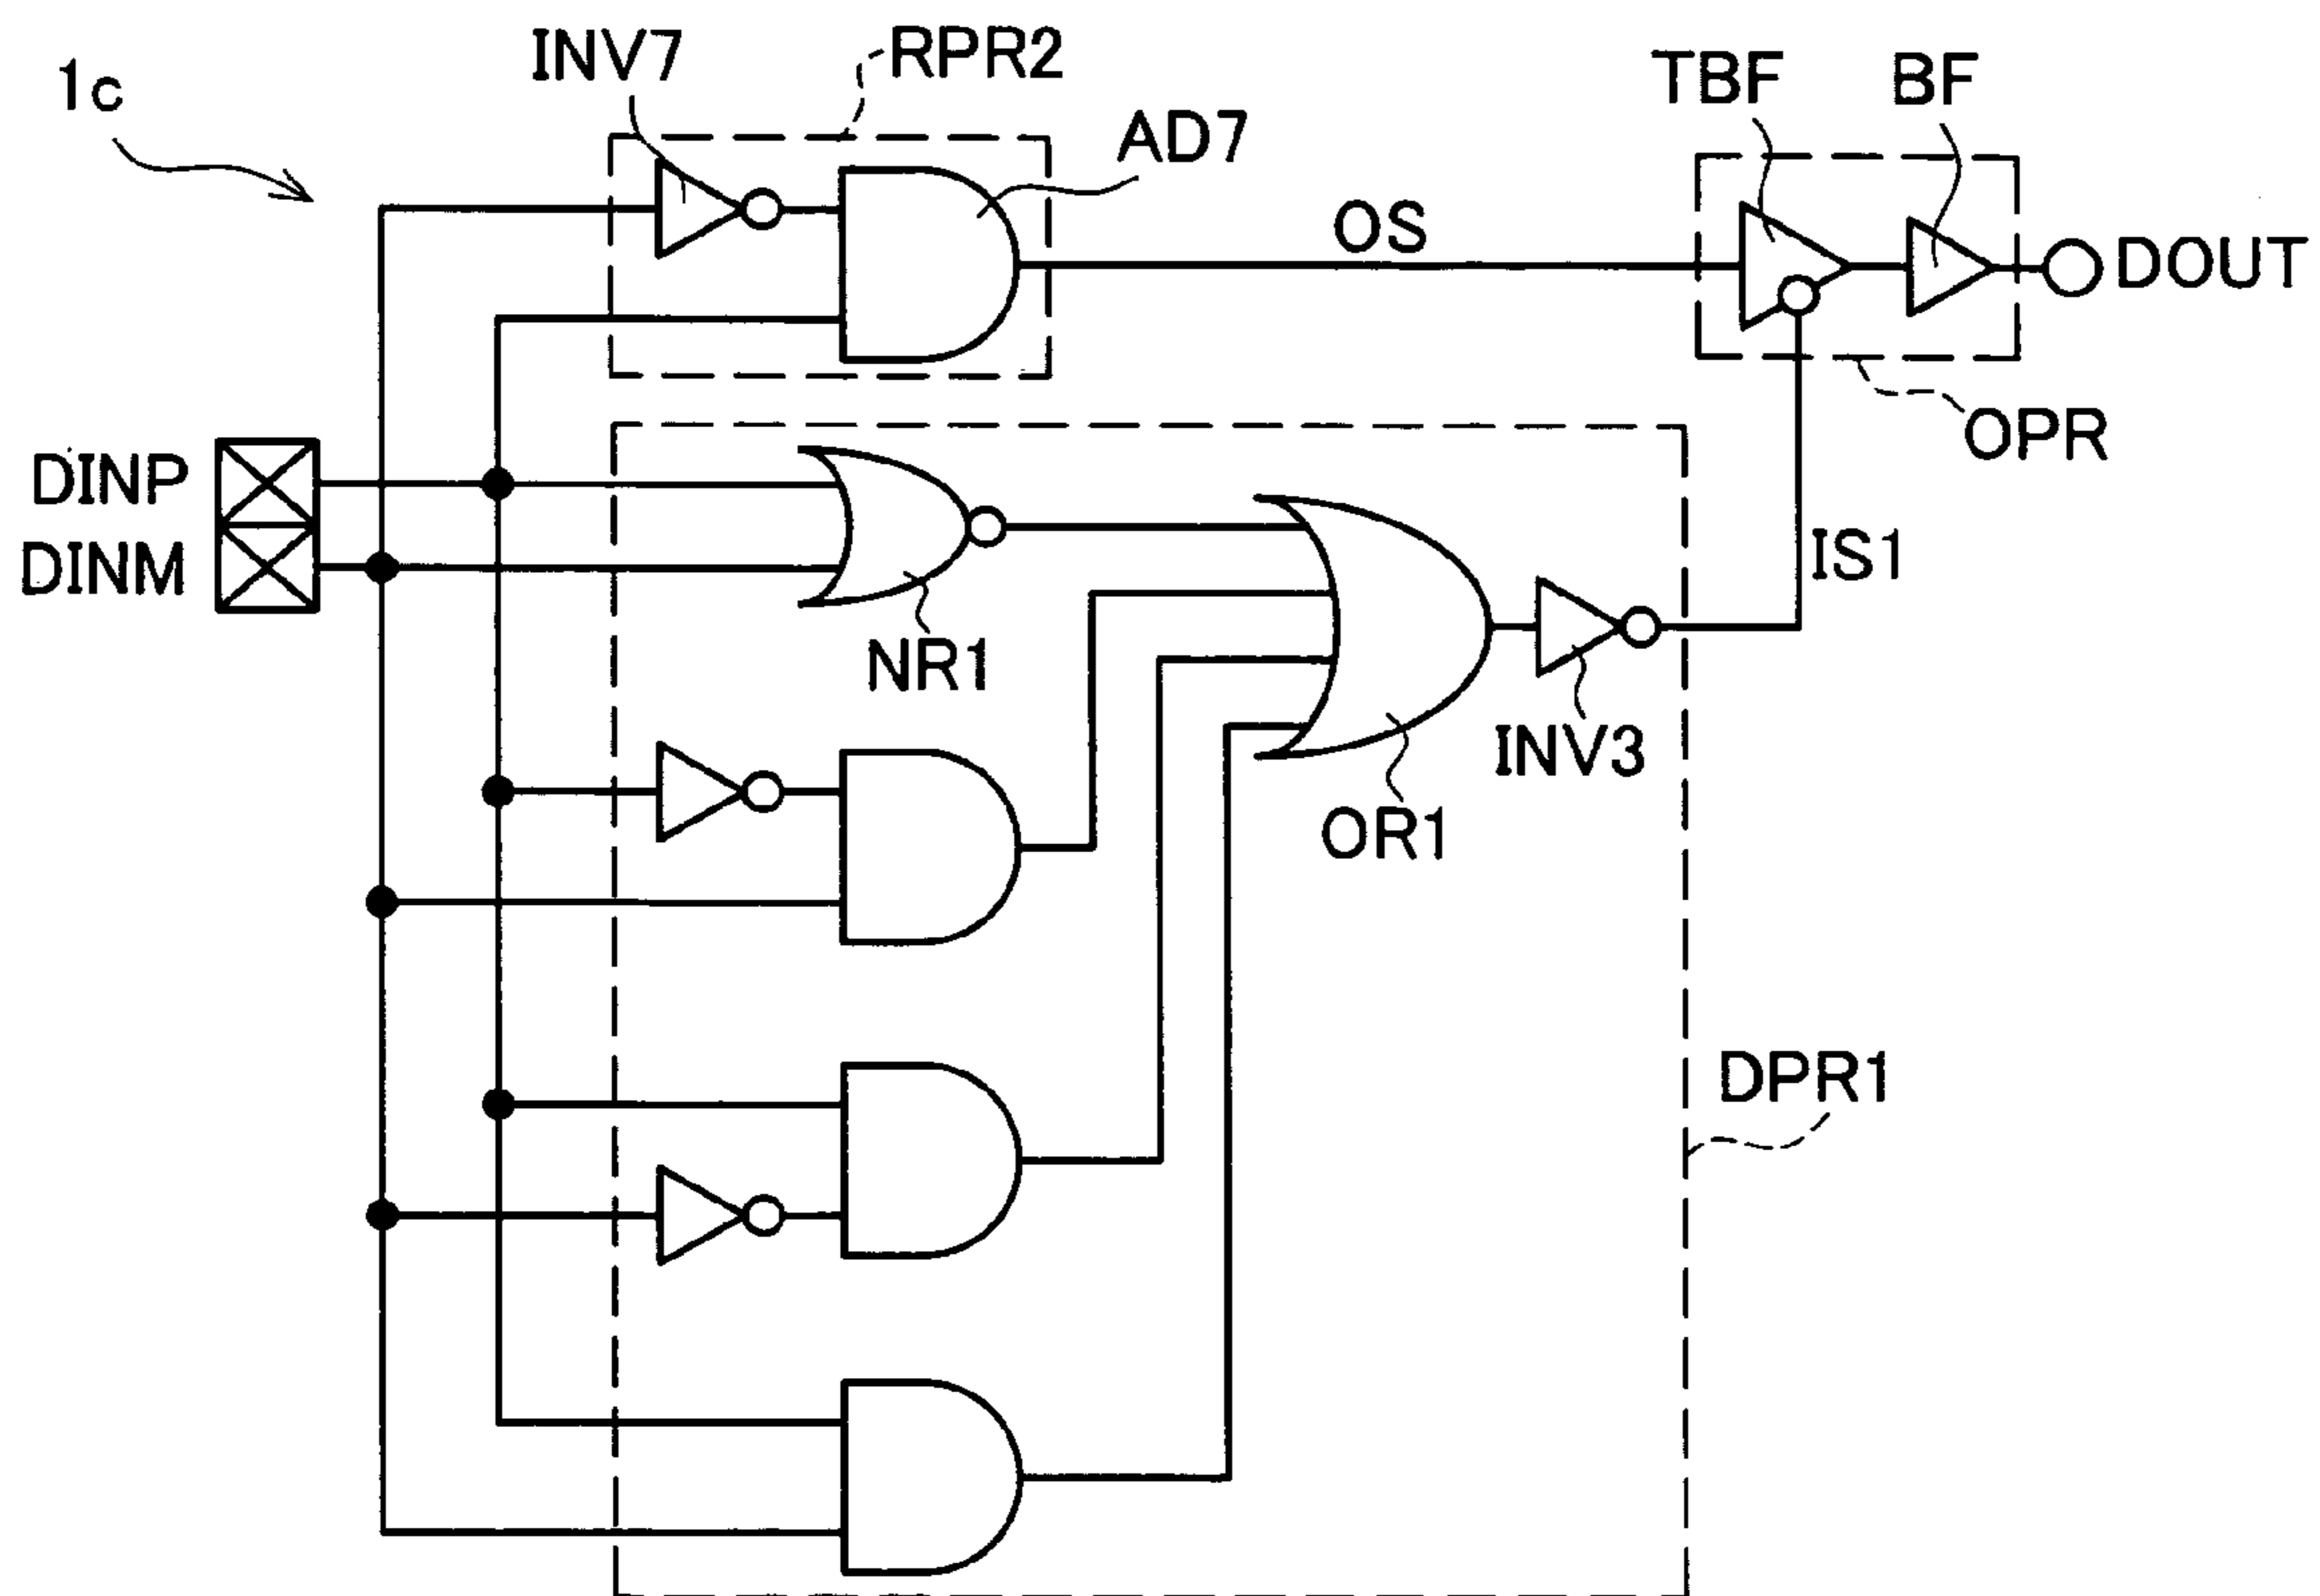 1c
INV7
RPR2
AD7
TBF
BF
OS
DOUT
OPR
DINP
DINM
NR1
IS1
INV3
OR1
DPR1